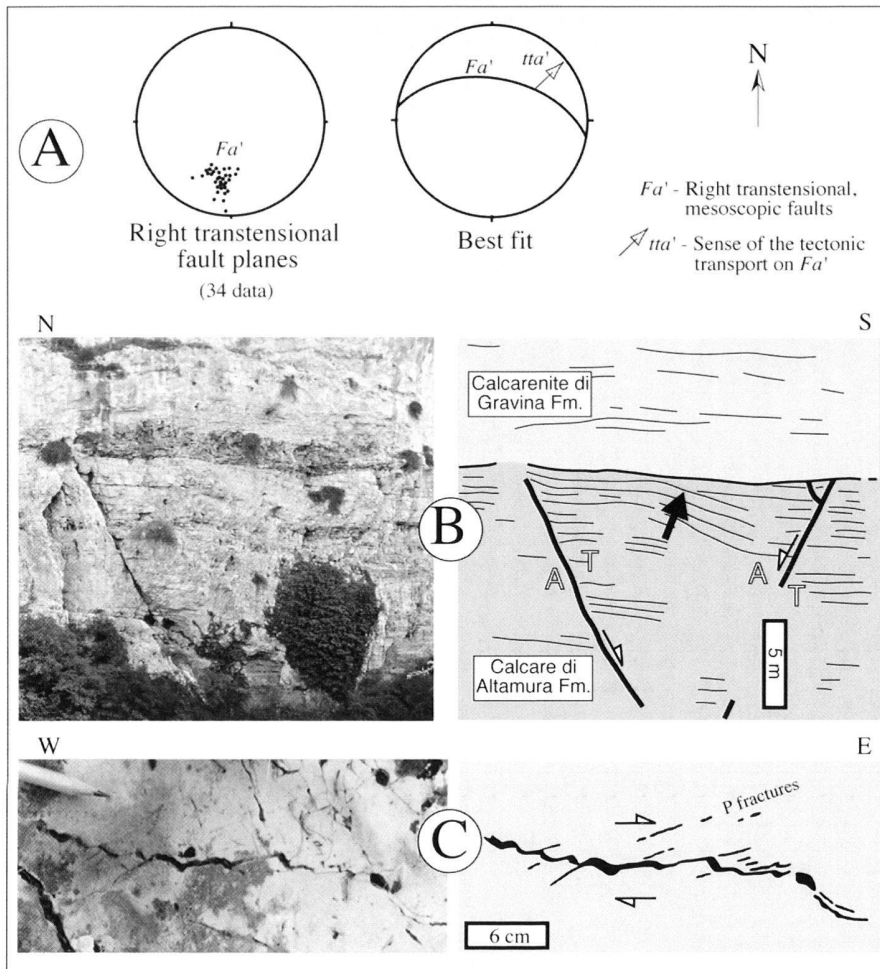 A
Fa'
Right transtensional
fault planes
(34 data)
Fa'
tta'
Best fit
N
Fa' - Right transtensional,
mesoscopic faults
tta' - Sense of the tectonic
transport on Fa'
N
S
B
Calcarenite di
Gravina Fm.
A T
A
T
5 m
Calcare di
Altamura Fm.
W
E
C
P fractures
6 cm